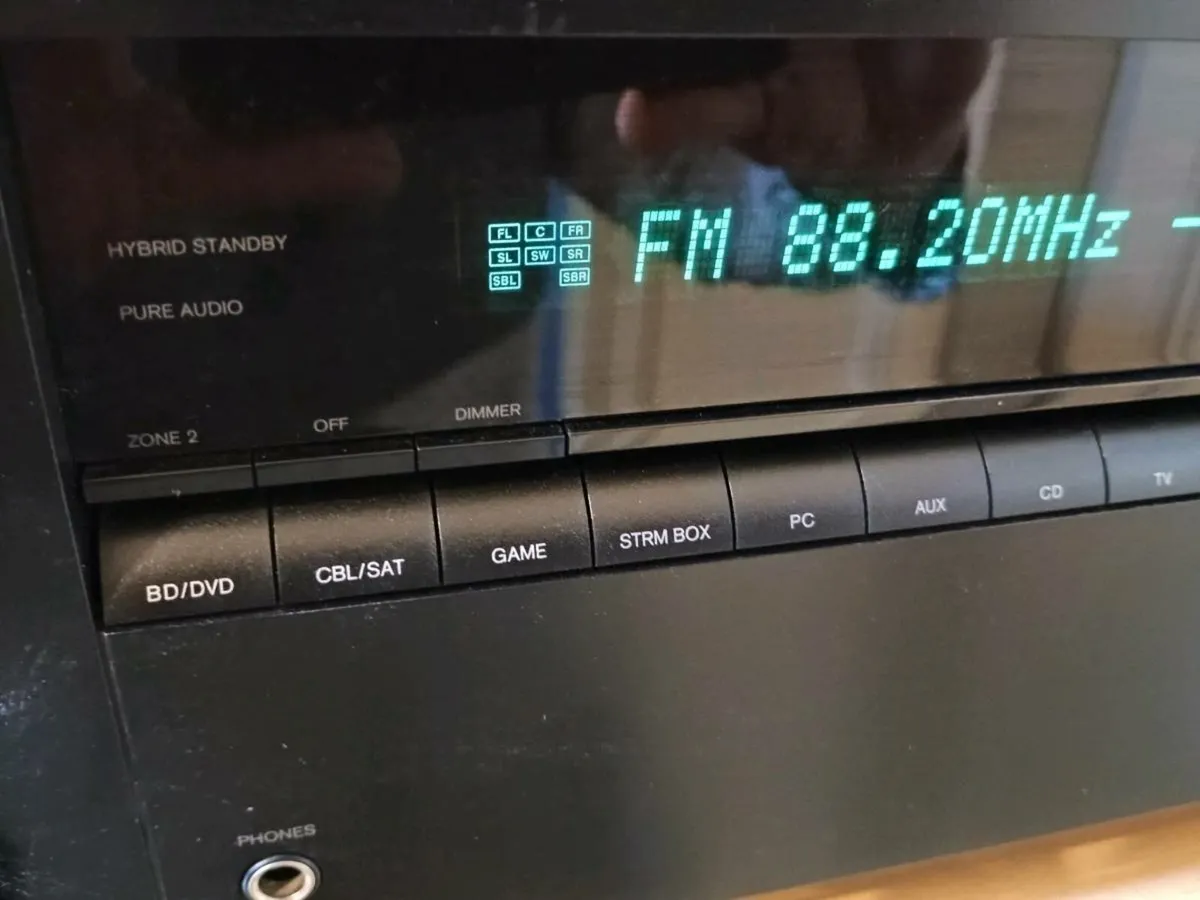 HYBRID STANDBY
FL C FR
SL SW SR
SBL SBR
FM 88.20MHz -
PURE AUDIO
ZONE 2 OFF DIMMER
BD/DVD CBL/SAT GAME STRM BOX PC AUX CD TV
PHONES